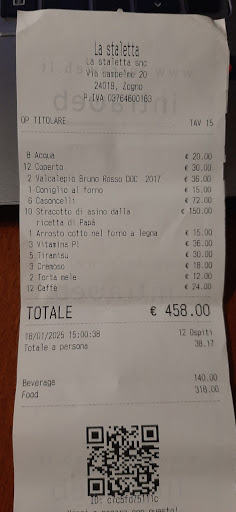 La staletta
La staletta snc
Via Gambelmo 20
24019, Zogno
P.IVA 03764600163
OP TITOLARE TAV 15
8 Acqua € 20.00
12 Coperto € 30.00
2 Valcalepio Bruno Rosso DOC 2017 € 36.00
1 Coniglio al forno € 15.00
6 Casoncelli € 72.00
10 Stracotto di asino dalla € 150.00
ricetta di Papà
1 Arrosto cotto nel forno a legna € 15.00
3 Vitamina P! € 36.00
5 Tiramisu € 30.00
3 Cremoso € 18.00
2 Torta mele € 12.00
12 Caffè € 24.00
TOTALE € 458.00
18/01/2025 15:00:38 12 Ospiti
Totale a persona 38.17
Beverage 140.00
Food 318.00